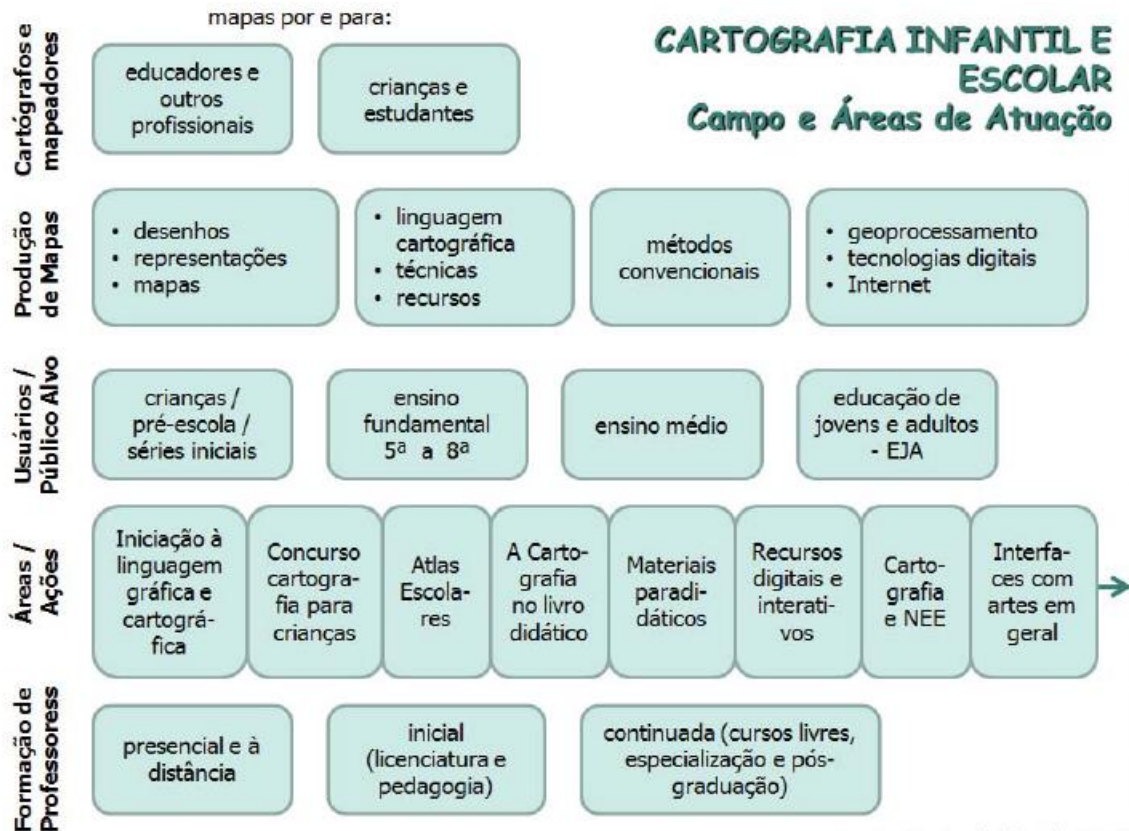 mapas por e para:
CARTOGRAFIA INFANTIL E
ESCOLAR
Campo e Áreas de Atuação
Cartógrafos e
mapeadores
educadores e
outros
profissionais
crianças e
estudantes
Produção
de Mapas
• desenhos
• representações
• mapas
• linguagem
cartográfica
• técnicas
• recursos
métodos
convencionais
• geoprocessamento
• tecnologias digitais
• Internet
Usuários /
Público Alvo
crianças /
pré-escola /
séries iniciais
ensino
fundamental
5ª a 8ª
ensino médio
educação de
jovens e adultos
- EJA
Áreas /
Ações
Iniciação à
linguagem
gráfica e
cartográ-
fica
Concurso
cartogra-
fia para
crianças
Atlas
Escola-
res
A Carto-
grafia
no livro
didático
Materiais
paradi-
dáticos
Recursos
digitais e
interati-
vos
Carto-
grafia
e NEE
Interfa-
ces com
artes em
geral
Formação de
Professoress
presencial e à
distância
inicial
(licenciatura e
pedagogia)
continuada (cursos livres,
especialização e pós-
graduação)